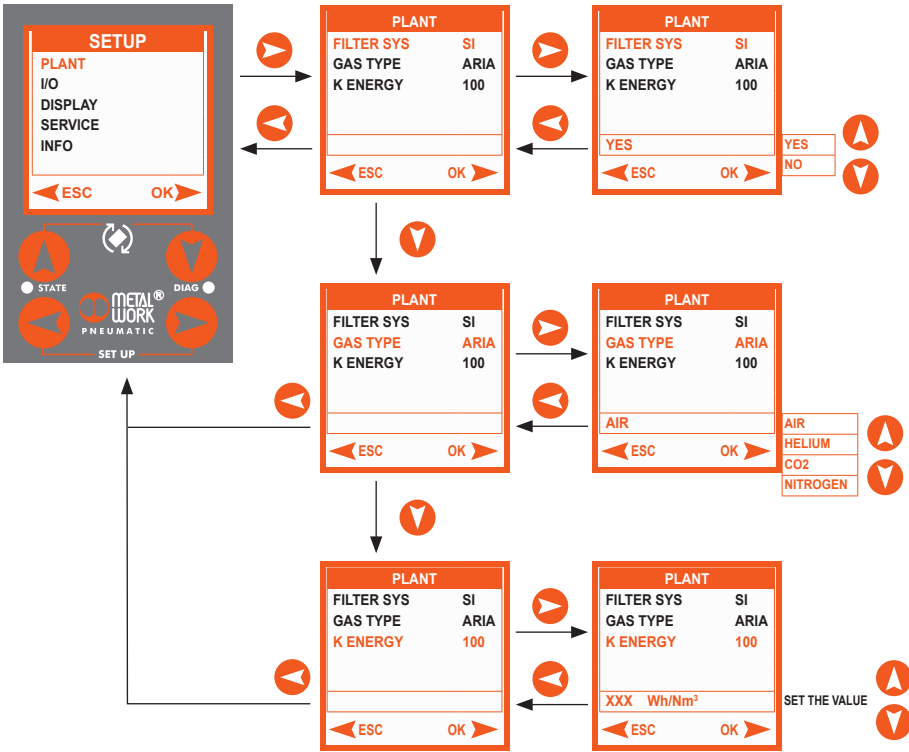 SETUP
PLANT
I/O
DISPLAY
SERVICE
INFO
ESC OK
STATE DIAG
METAL®
WORK
PNEUMATIC
SET UP
PLANT
FILTER SYS SI
GAS TYPE ARIA
K ENERGY 100
ESC OK
PLANT
FILTER SYS SI
GAS TYPE ARIA
K ENERGY 100
YES
ESC OK
YES
NO
PLANT
FILTER SYS SI
GAS TYPE ARIA
K ENERGY 100
ESC OK
PLANT
FILTER SYS SI
GAS TYPE ARIA
K ENERGY 100
AIR
ESC OK
AIR
HELIUM
CO2
NITROGEN
PLANT
FILTER SYS SI
GAS TYPE ARIA
K ENERGY 100
ESC OK
PLANT
FILTER SYS SI
GAS TYPE ARIA
K ENERGY 100
XXX Wh/Nm³
ESC OK
SET THE VALUE